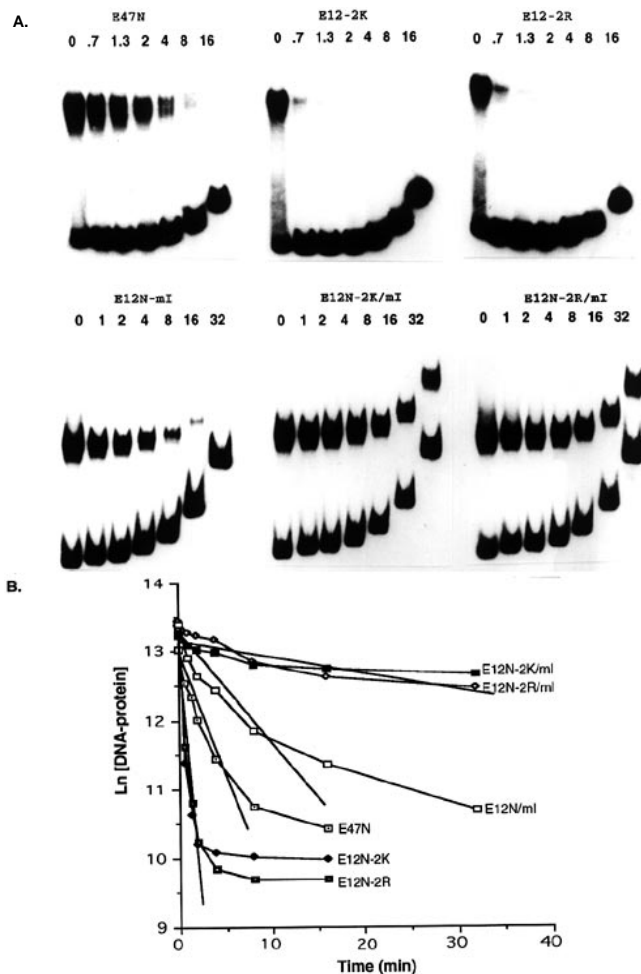 A.
E47N E12-2K E12-2R
0 .7 1.3 2 4 8 16 0 .7 1.3 2 4 8 16 0 .7 1.3 2 4 8 16
E12N-mI E12N-2K/mI E12N-2R/mI
0 1 2 4 8 16 32 0 1 2 4 8 16 32 0 1 2 4 8 16 32
B.
14
13
12
11
10
9
Ln [DNA-protein]
E12N-2K/ml
E12N-2R/ml
E12N/ml
E47N
E12N-2K
E12N-2R
0 10 20 30 40
Time (min)